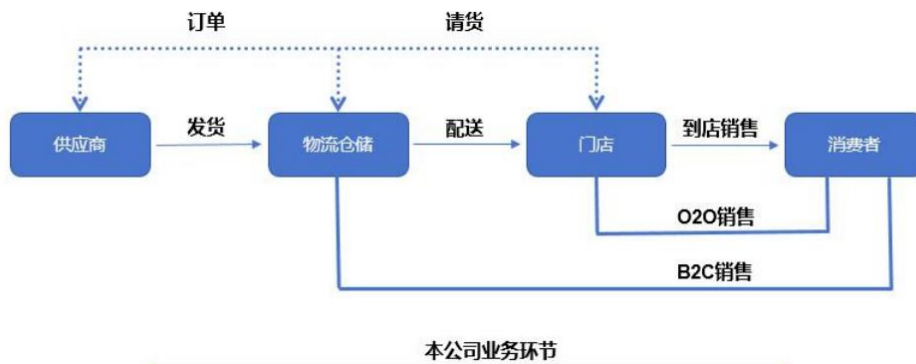 订单
请货
供应商
发货
物流仓储
配送
门店
到店销售
消费者
O2O销售
B2C销售
本公司业务环节